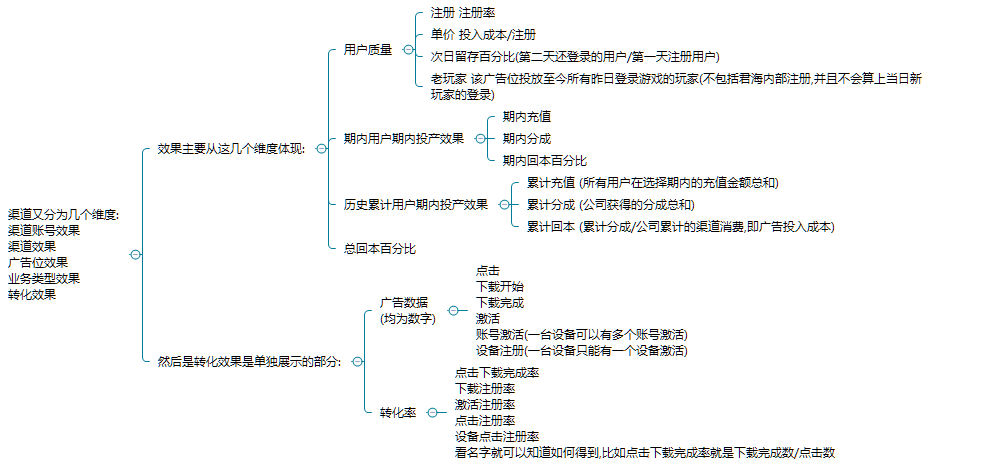 渠道又分为几个维度:
渠道账号效果
渠道效果
广告位效果
业务类型效果
转化效果
效果主要从这几个维度体现:
用户质量
注册 注册率
单价 投入成本/注册
次日留存百分比(第二天还登录的用户/第一天注册用户)
老玩家 该广告位投放至今所有昨日登录游戏的玩家(不包括君海内部注册,并且不会算上当日新
玩家的登录)
期内用户期内投产效果
期内充值
期内分成
期内回本百分比
历史累计用户期内投产效果
累计充值 (所有用户在选择期内的充值金额总和)
累计分成 (公司获得的分成总和)
累计回本 (累计分成/公司累计的渠道消费,即广告投入成本)
总回本百分比
然后是转化效果是单独展示的部分:
广告数据
(均为数字)
点击
下载开始
下载完成
激活
账号激活(一台设备可以有多个账号激活)
设备注册(一台设备只能有一个设备激活)
转化率
点击下载完成率
下载注册率
激活注册率
点击注册率
设备点击注册率
看名字就可以知道如何得到,比如点击下载完成率就是下载完成数/点击数